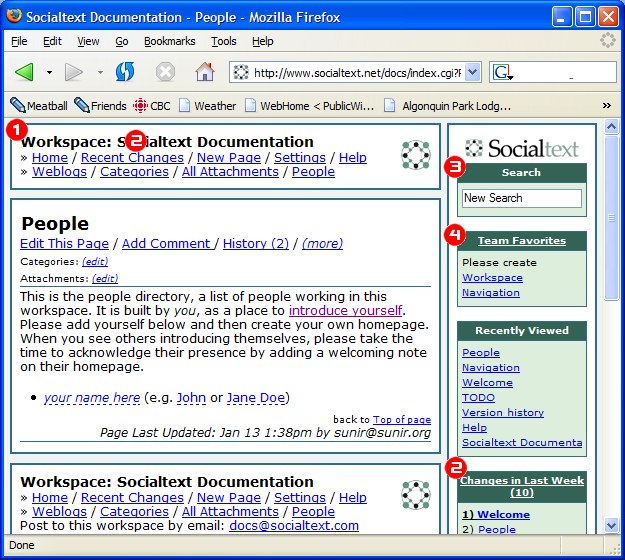 Socialtext Documentation - People - Mozilla Firefox
File Edit View Go Bookmarks Tools Help
http://www.socialtext.net/docs/index.cgi?
G
Meatball Friends CBC Weather WebHome < PublicWi... Algonquin Park Lodg... »
1
Workspace: Socialtext Documentation
2
» Home / Recent Changes / New Page / Settings / Help
» Weblogs / Categories / All Attachments / People
People
Edit This Page / Add Comment / History (2) / (more)
Categories: (edit)
Attachments: (edit)
This is the people directory, a list of people working in this
workspace. It is built by you, as a place to introduce yourself.
Please add yourself below and then create your own homepage.
When you see others introducing themselves, please take the
time to acknowledge their presence by adding a welcoming note
on their homepage.
• your name here (e.g. John or Jane Doe)
back to Top of page
Page Last Updated: Jan 13 1:38pm by sunir@sunir.org
Workspace: Socialtext Documentation
» Home / Recent Changes / New Page / Settings / Help
» Weblogs / Categories / All Attachments / People
Post to this workspace by email: docs@socialtext.com
Socialtext
3
Search
New Search
4
Team Favorites
Please create
Workspace
Navigation
Recently Viewed
People
Navigation
Welcome
TODO
Version history
Help
Socialtext Documenta
2
Changes in Last Week
(10)
1) Welcome
2) People
Done